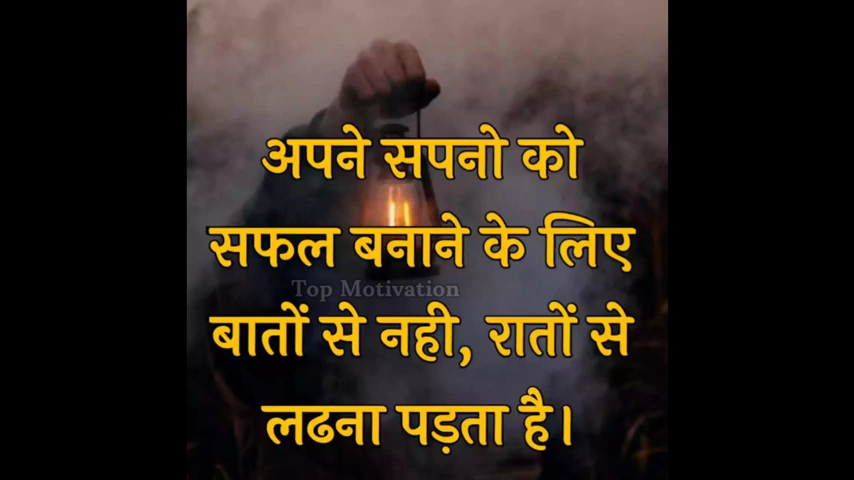 अपने सपनो को
सफल बनाने के लिए
Top Motivation
बातों से नही, रातों से
लढना पड़ता है।